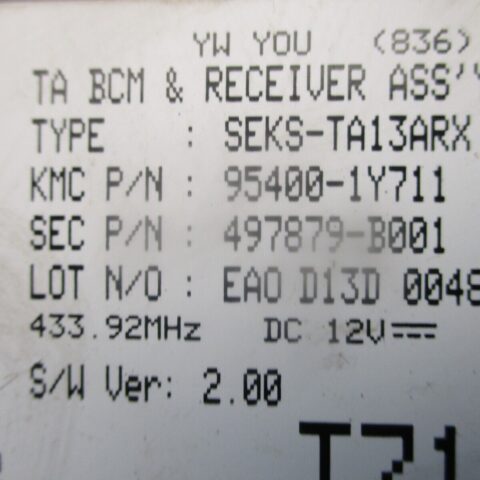 YW YOU (836)
TA BCM & RECEIVER ASS'Y
TYPE : SEKS-TA13ARX
KMC P/N : 95400-1Y711
SEC P/N : 497879-B001
LOT N/O : EAO D13D 0048
433.92MHz DC 12V
S/W Ver: 2.00
T71